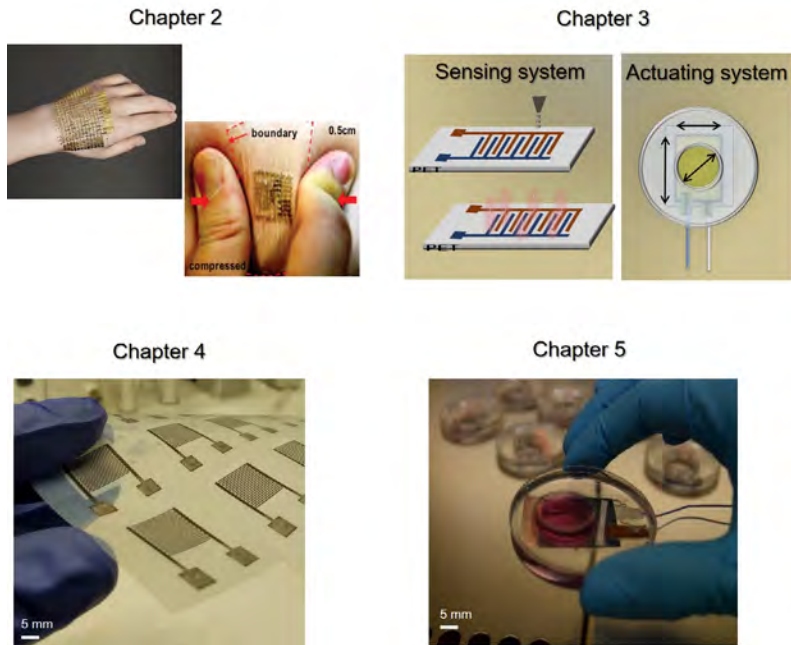 Chapter 2
boundary
0.5cm
compressed
Chapter 3
Sensing system
PET
PET
Actuating system
Chapter 4
5 mm
Chapter 5
5 mm